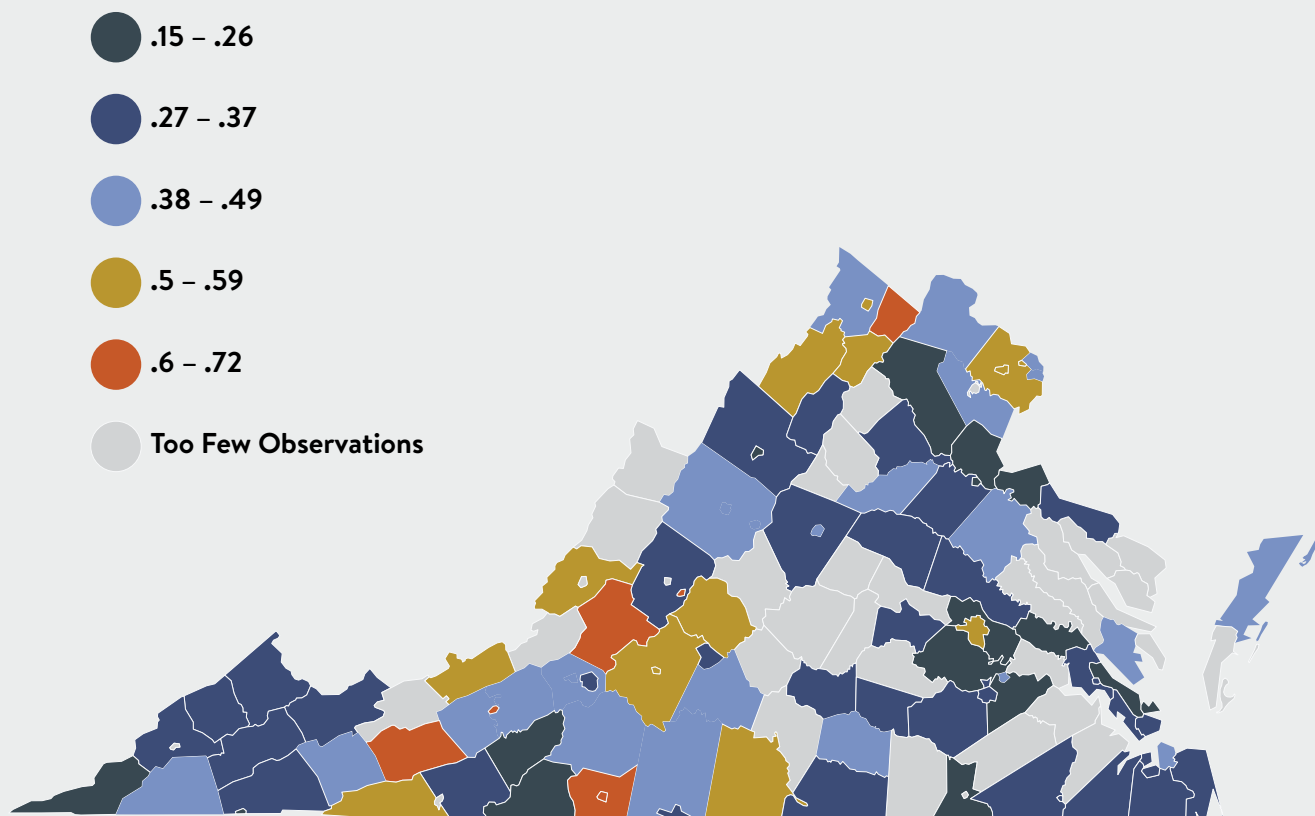 .15 – .26
.27 – .37
.38 – .49
.5 – .59
.6 – .72
Too Few Observations